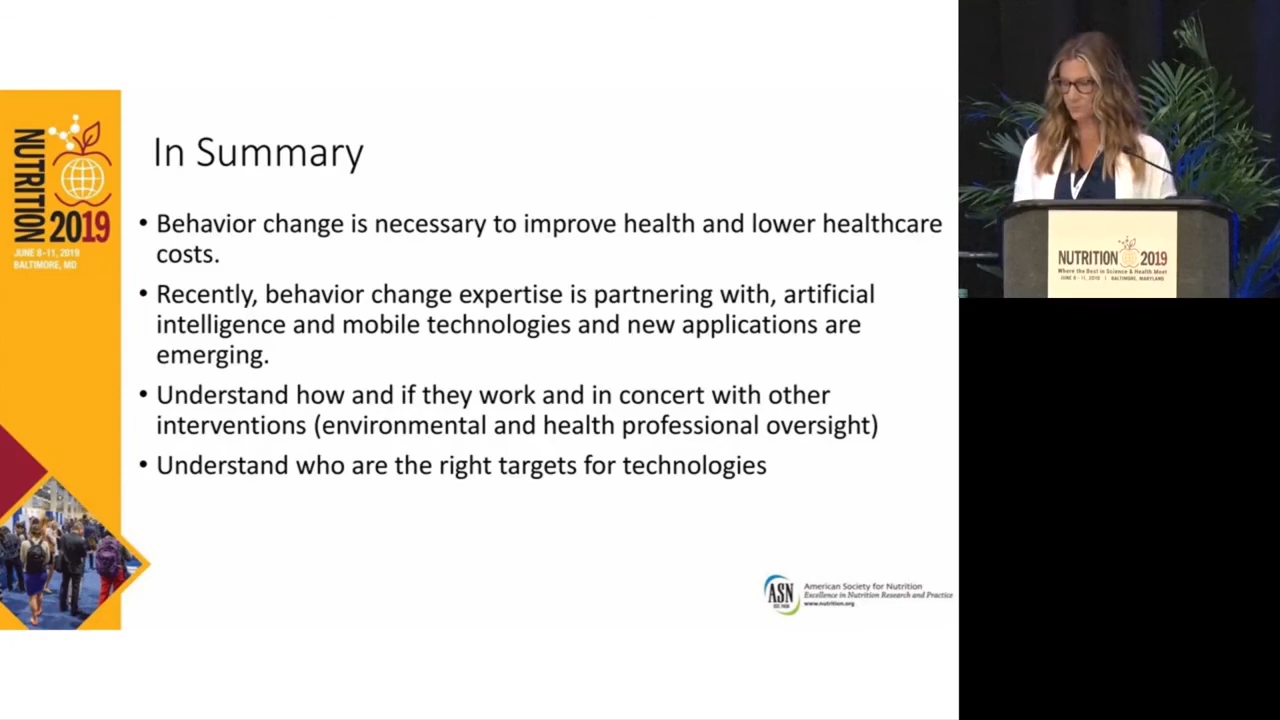 NUTRITION
2019
JUNE 8-11, 2019
BALTIMORE, MD
In Summary
• Behavior change is necessary to improve health and lower healthcare
costs.
• Recently, behavior change expertise is partnering with, artificial
intelligence and mobile technologies and new applications are
emerging.
• Understand how and if they work and in concert with other
interventions (environmental and health professional oversight)
• Understand who are the right targets for technologies
ASN
EST. 1928
American Society for Nutrition
Excellence in Nutrition Research and Practice
www.nutrition.org
NUTRITION 2019
Where the Best in Science & Health Meet
JUNE 8 - 11, 2019 | BALTIMORE, MARYLAND